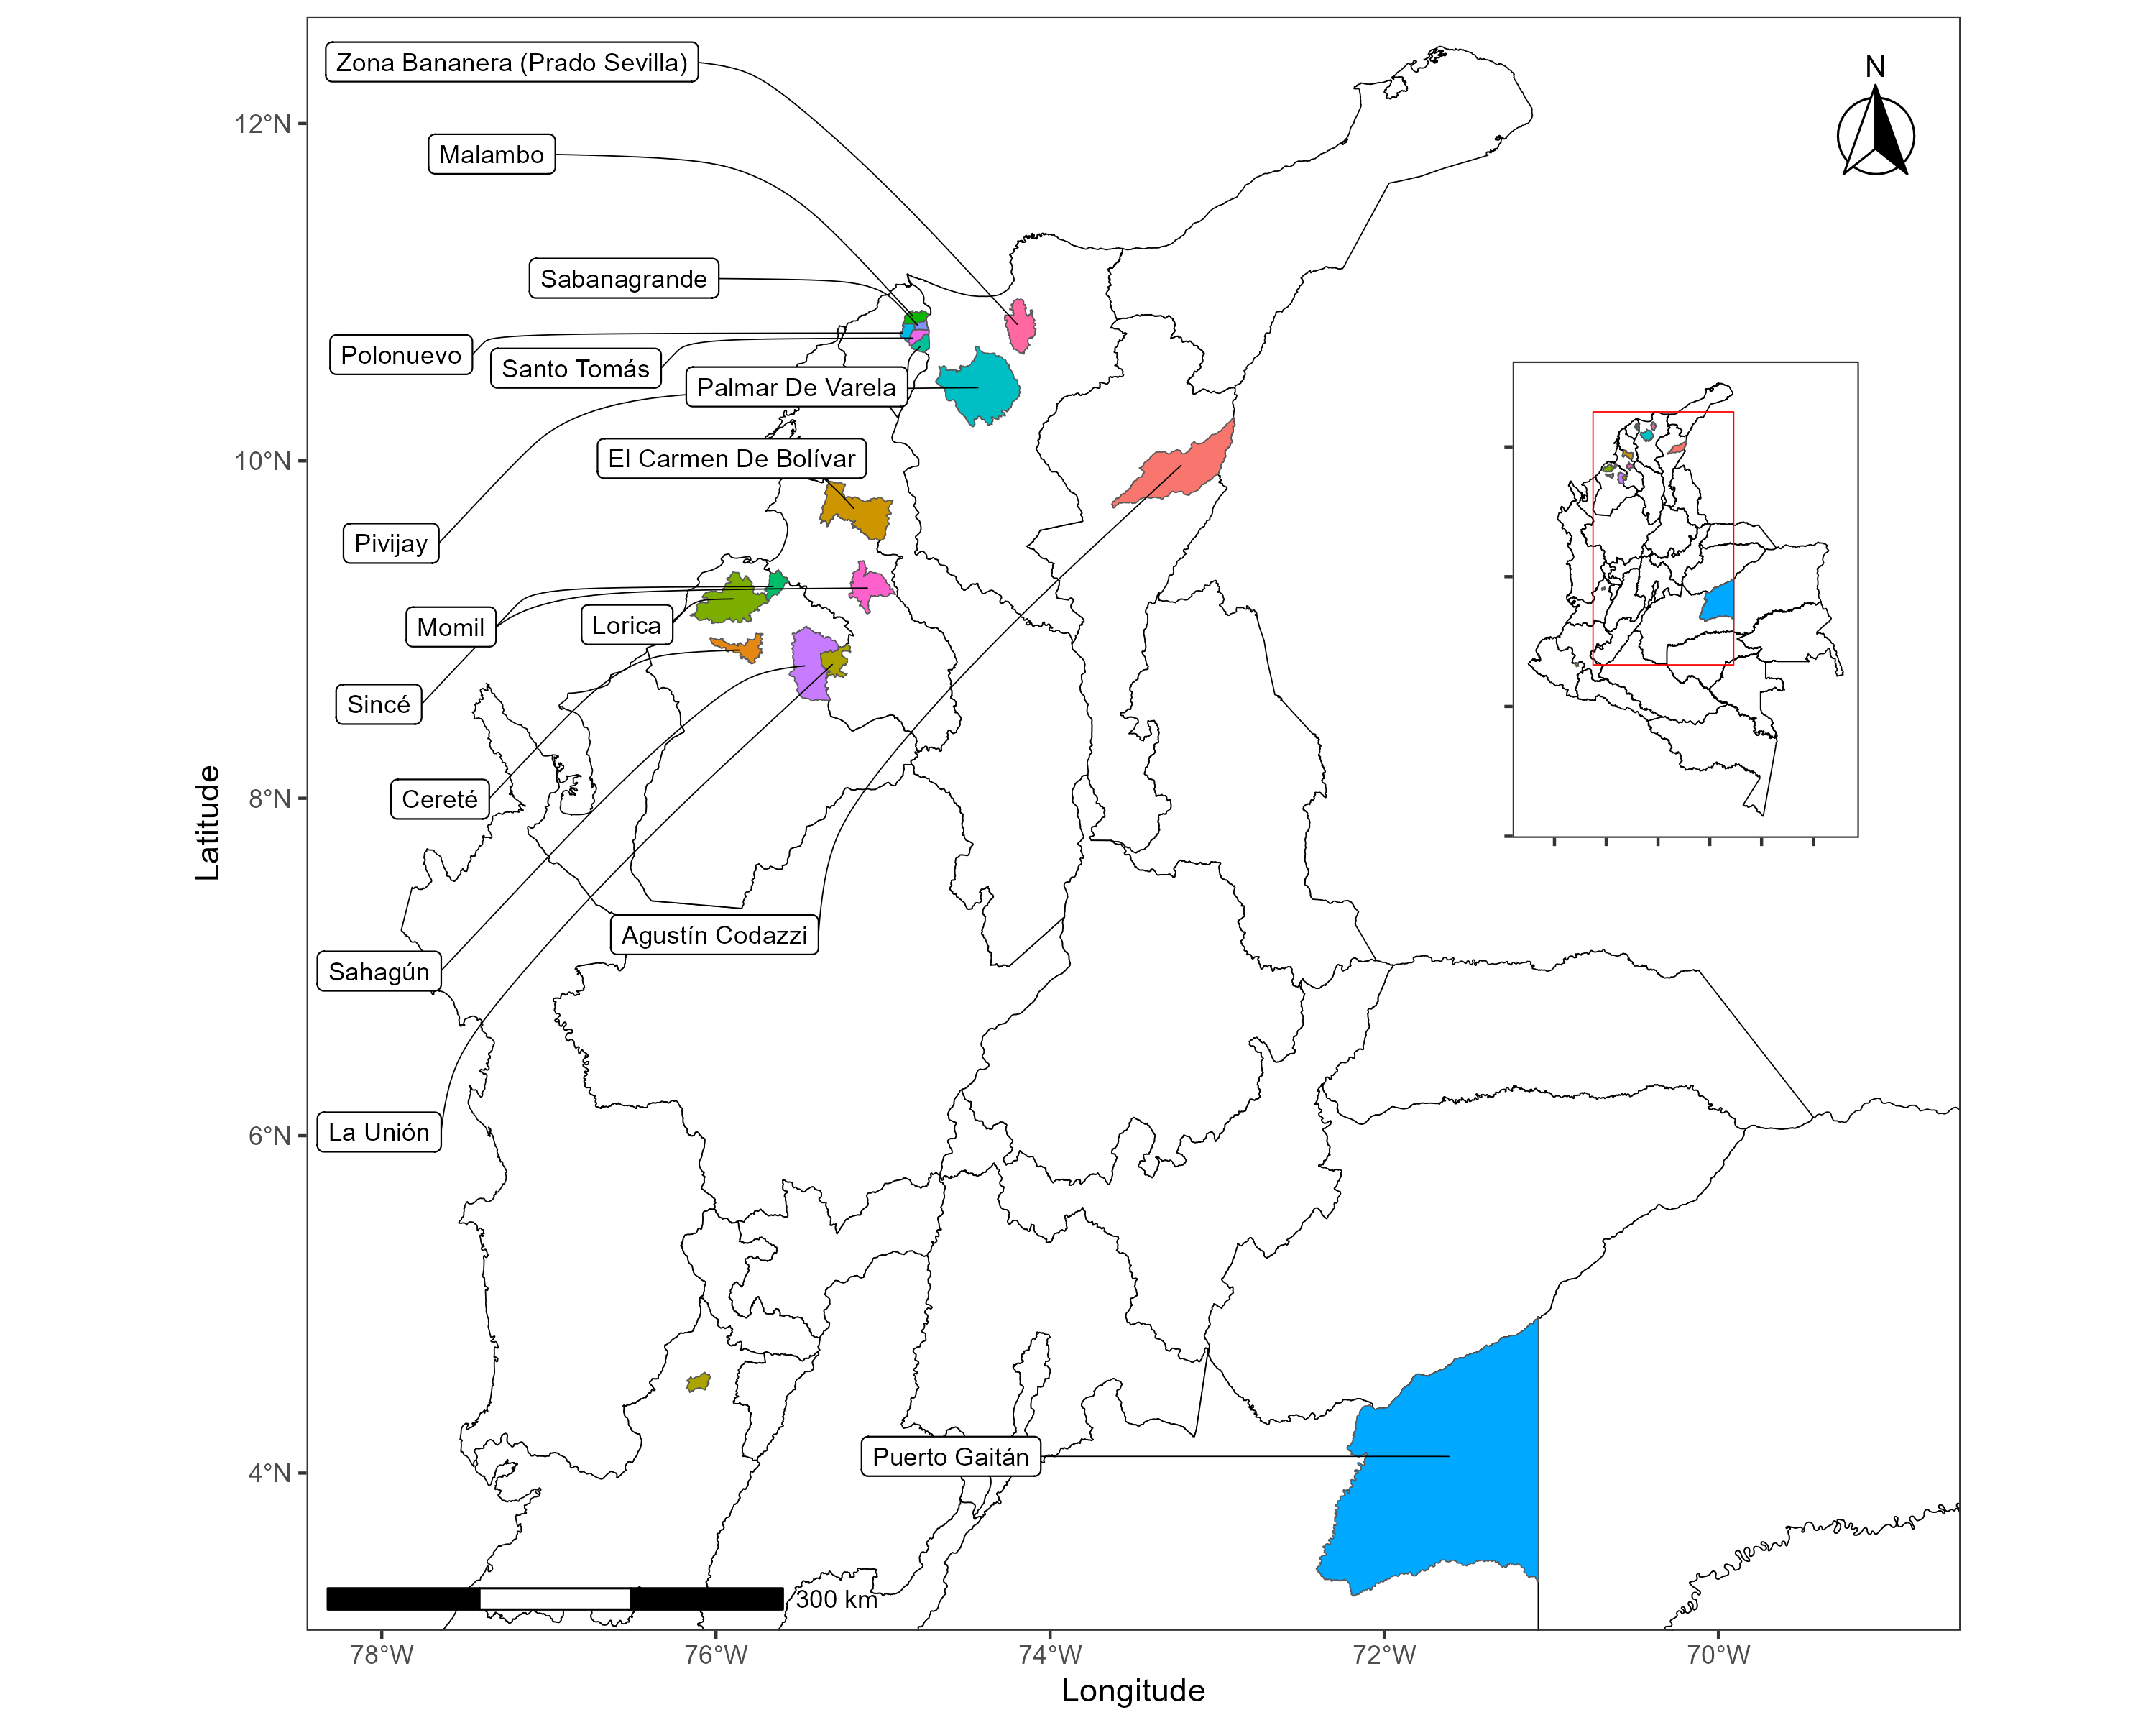 Zona Bananera (Prado Sevilla)
N
12°N
Malambo
Sabanagrande
Polonuevo
Santo Tomás
Palmar De Varela
10°N
El Carmen De Bolívar
Pivijay
Momil
Lorica
Sincé
Cereté
8°N
Latitude
Agustín Codazzi
Sahagún
La Unión
6°N
Puerto Gaitán
4°N
300 km
78°W
76°W
74°W
72°W
70°W
Longitude